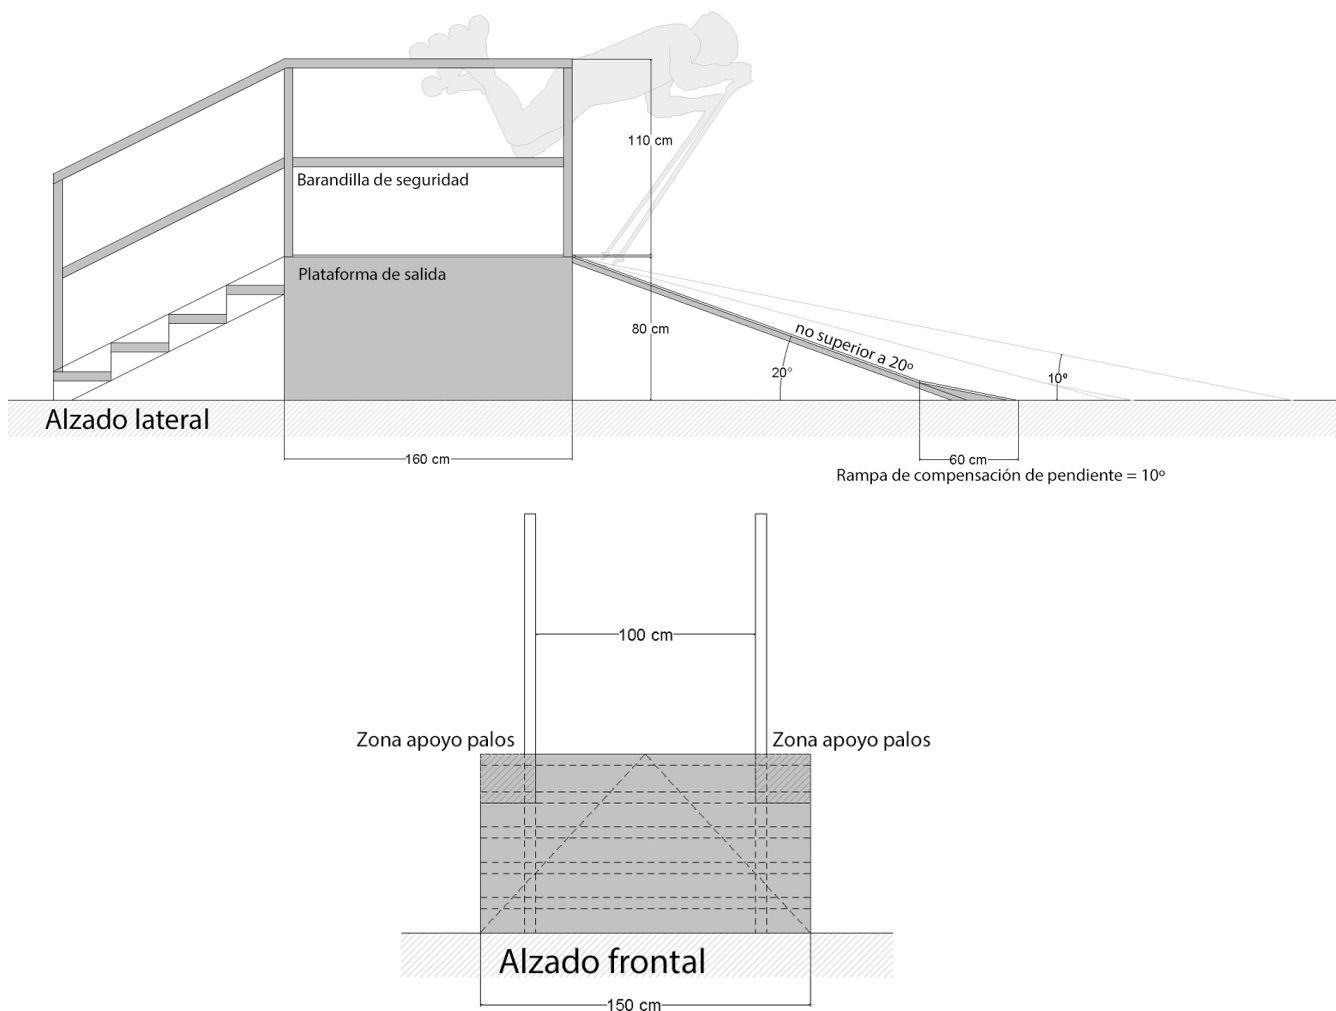 110 cm
Barandilla de seguridad
Plataforma de salida
80 cm
no superior a 20º
20°
10º
Alzado lateral
160 cm
60 cm
Rampa de compensación de pendiente = 10º
100 cm
Zona apoyo palos
Zona apoyo palos
Alzado frontal
150 cm